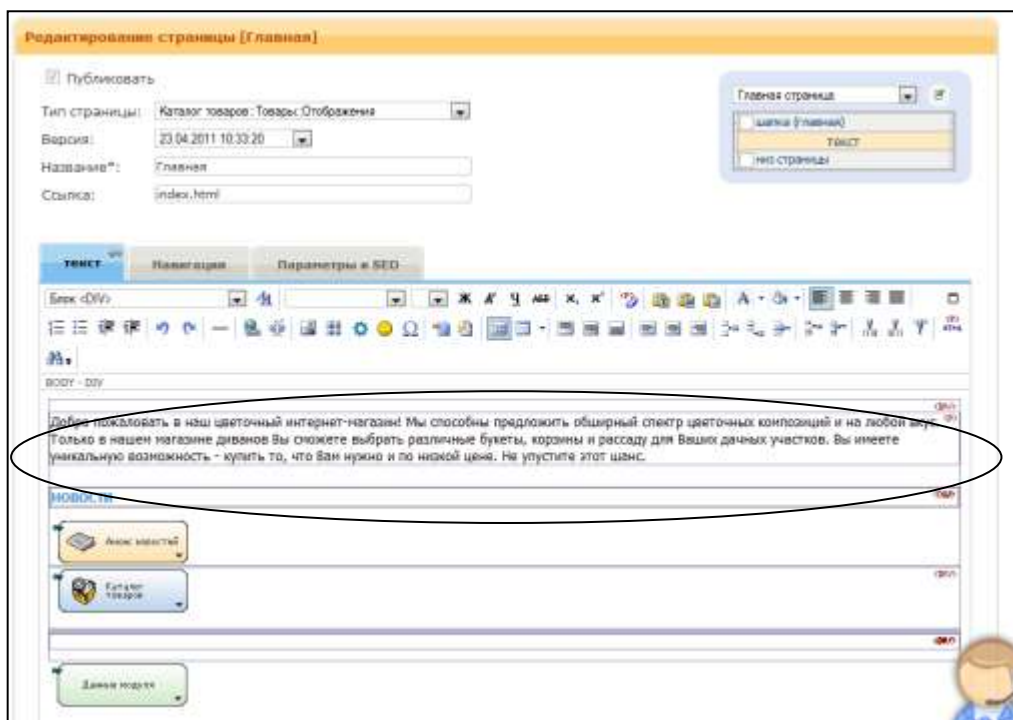 Редактирование страницы [Главная]
Публиковать
Тип страницы: Каталог товаров: Товары: Отображения
Версия: 23.04.2011 10:33:20
Название*: Главная
Ссылка: index.html
Главная страница
шапка (главная)
текст
низ страницы
текст Навигация Параметры и SEO
Блок <DIV>
BODY - DIV
Добро пожаловать в наш цветочный интернет-магазин! Мы способны предложить обширный спектр цветочных композиций и на любой вкус.
Только в нашем магазине диванов Вы сможете выбрать различные букеты, корзины и рассаду для Ваших дачных участков. Вы имеете
уникальную возможность - купить то, что Вам нужно и по низкой цене. Не упустите этот шанс.
НОВОСТИ
Анонс новостей
Каталог
товаров
Данные модуля